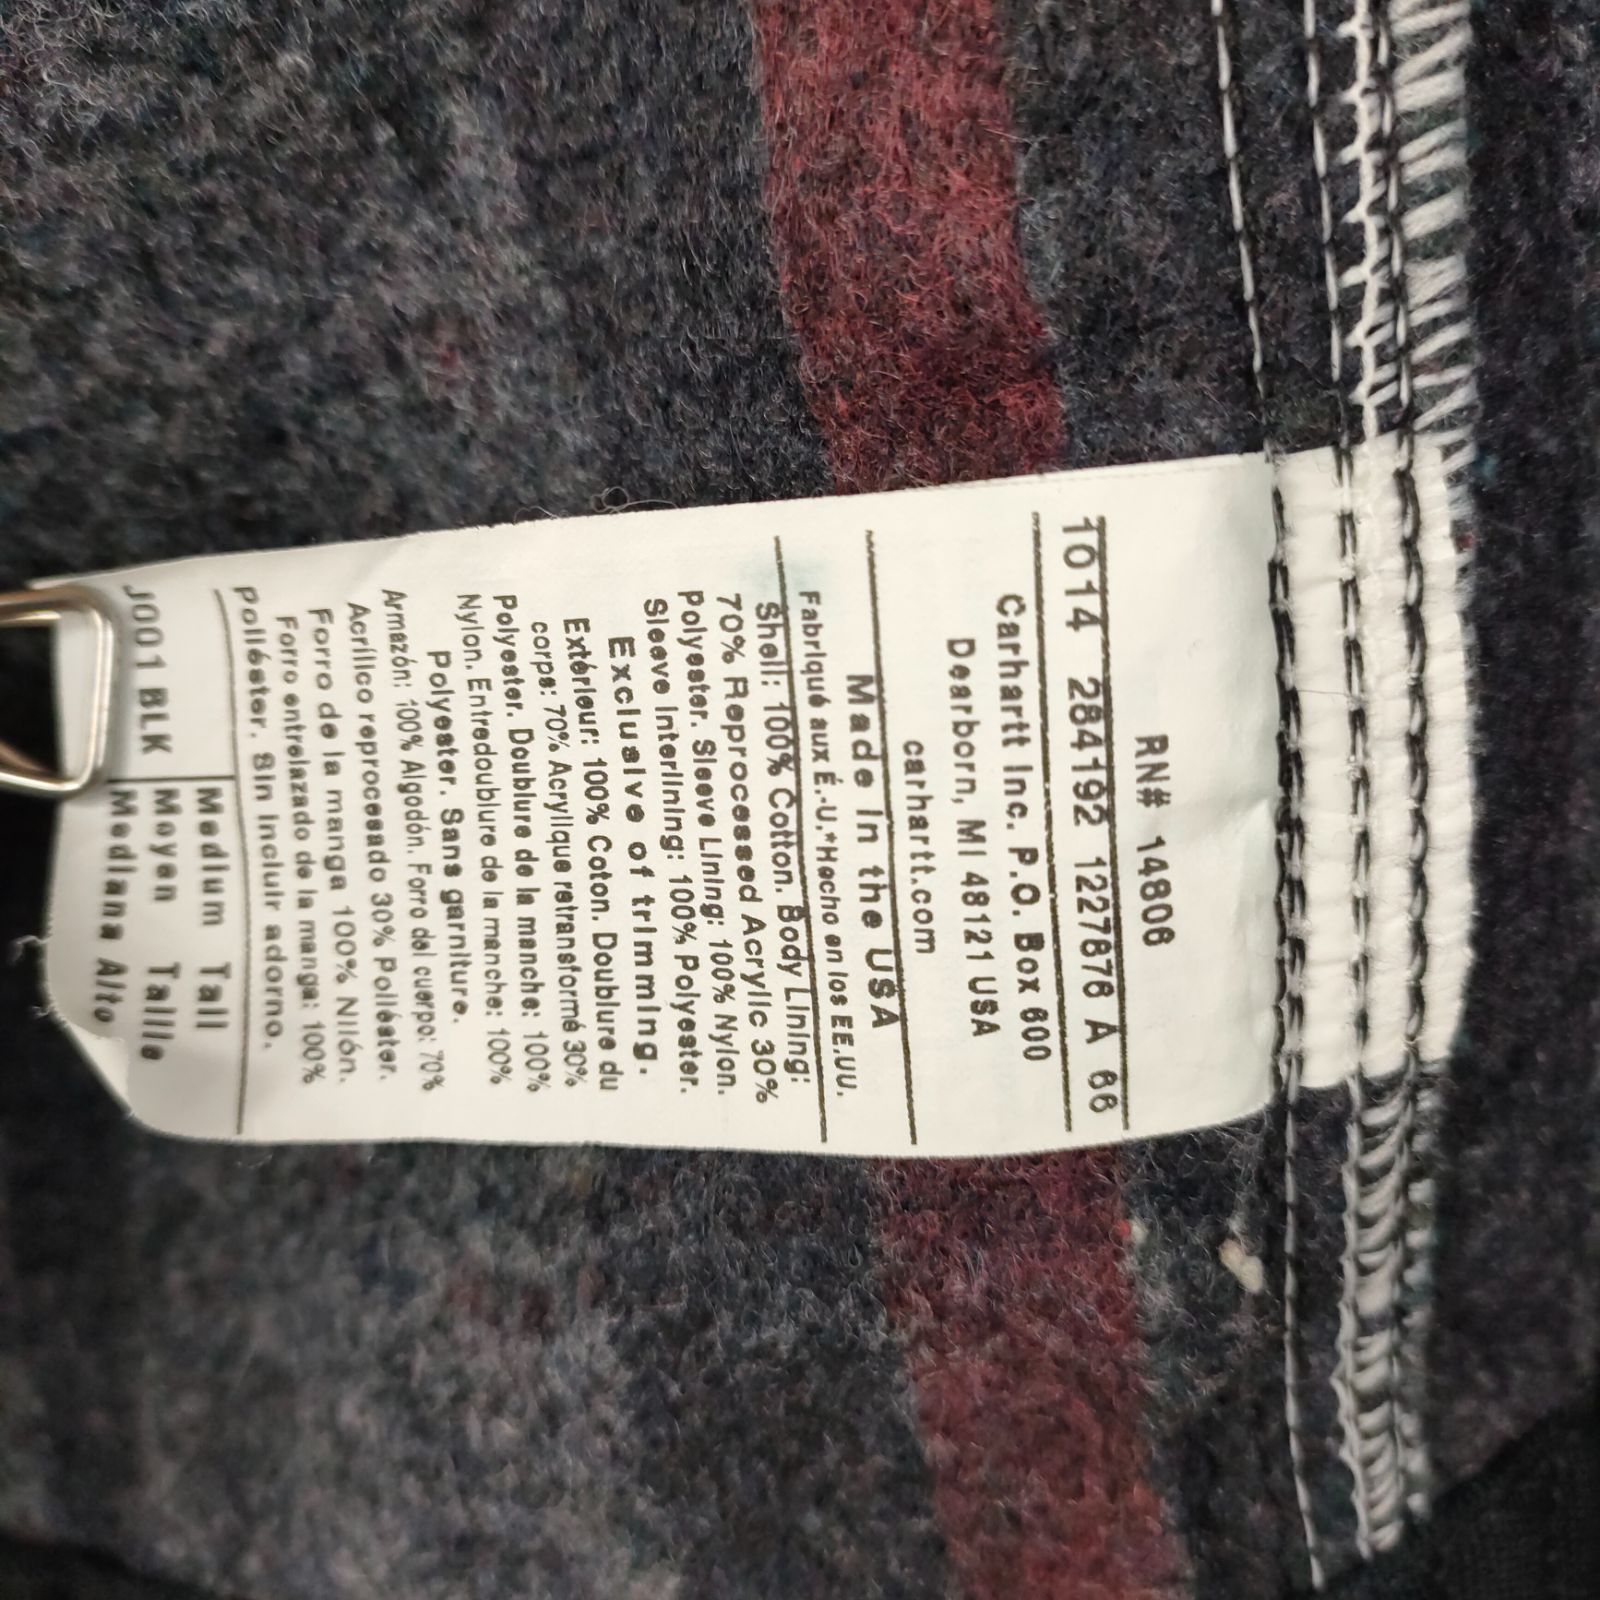 RN# 14806
1014 2841192 1227876 A 66
Carhartt Inc. P.O. Box 600
Dearborn, MI 48121 USA
carhartt.com
Made in the USA
Fabriqué aux É.-U.*Hecho en los EE.UU.
Shell: 100% Cotton. Body Lining:
70% Reprocessed Acrylic 30%
Polyester. Sleeve Lining: 100% Nylon.
Sleeve Interlining: 100% Polyester.
Exclusive of trimming.
Extérieur: 100% Coton. Doublure du
corps: 70% Acrylique retransformé 30%
Polyester. Doublure de la manche: 100%
Nylon. Entredoublure de la manche: 100%
Polyester. Sans garniture.
Armazón: 100% Algodón. Forro del cuerpo: 70%
Acrílico reprocesado 30% Poliéster.
Forro de la manga 100% Nilón.
Forro entrelazado de la manga: 100%
Poliéster. Sin incluir adorno.
Medium Tall
Moyen Taille
J001 BLK Mediana Alto